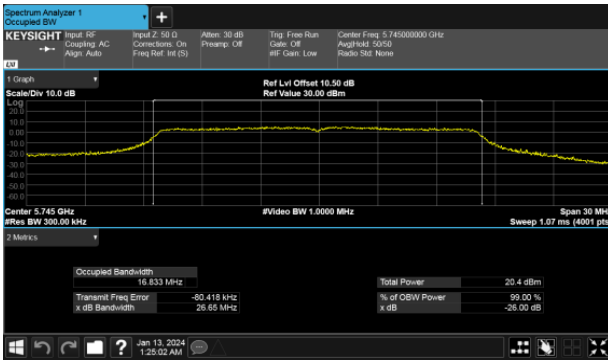 Spectrum Analyzer 1
Occupied BW
KEYSIGHT
Input: RF
Coupling: AC
Align: Auto
Input Z: 50 Ω
Corrections: On
Freq Ref: Int (S)
Atten: 30 dB
Preamp: Off
Trig: Free Run
Gate: Off
#IF Gain: Low
Center Freq: 5.745000000 GHz
Avg|Hold: 50/50
Radio Std: None
LXI
1 Graph
Scale/Div 10.0 dB
Ref Lvl Offset 10.50 dB
Ref Value 30.00 dBm
Log
20.0
10.0
0.00
-10.0
-20.0
-30.0
-40.0
-50.0
-60.0
Center 5.745 GHz
#Res BW 300.00 kHz
#Video BW 1.0000 MHz
Span 30 MH
Sweep 1.07 ms (4001 pts
2 Metrics
Occupied Bandwidth
16.833 MHz
Transmit Freq Error -80.418 kHz
x dB Bandwidth 26.65 MHz
Total Power 20.4 dBm
% of OBW Power 99.00 %
x dB -26.00 dB
?
Jan 13, 2024
1:25:02 AM